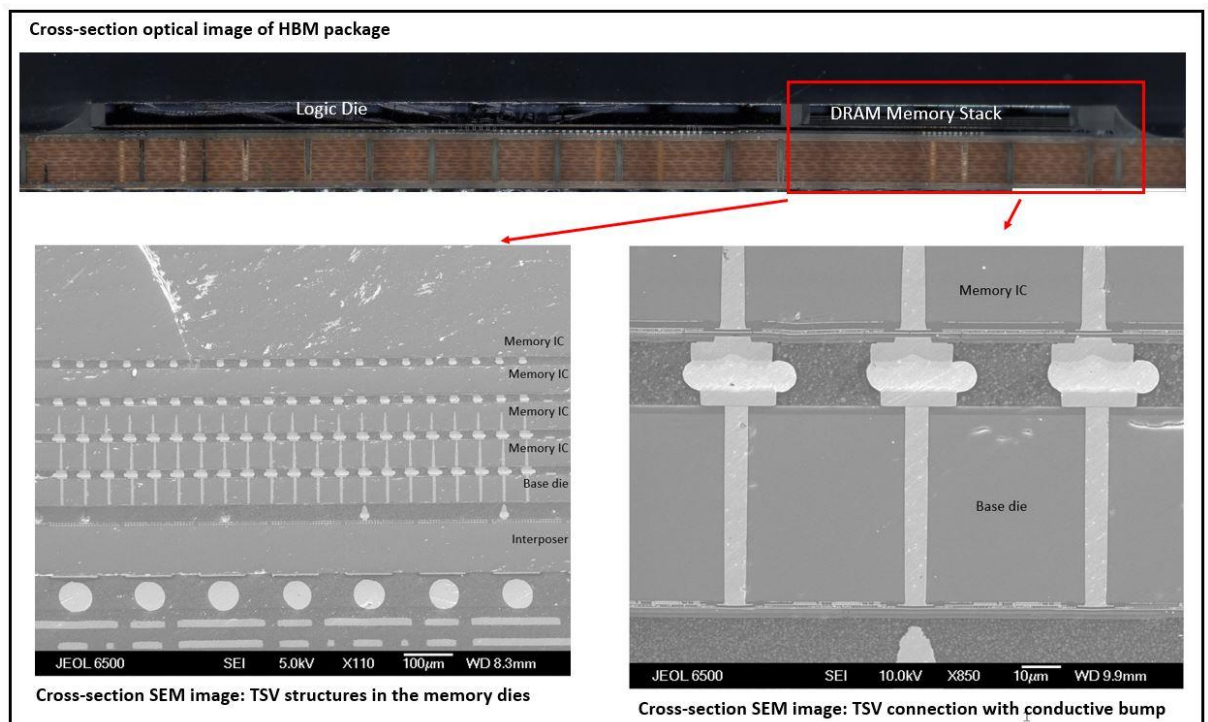 Cross-section optical image of HBM package
Logic Die
DRAM Memory Stack
Memory IC
Memory IC
Memory IC
Memory IC
Base die
Interposer
JEOL 6500 SEI 5.0kV X110 100μm WD 8.3mm
Cross-section SEM image: TSV structures in the memory dies
Memory IC
Base die
JEOL 6500 SEI 10.0kV X850 10μm WD 9.9mm
Cross-section SEM image: TSV connection with conductive bump